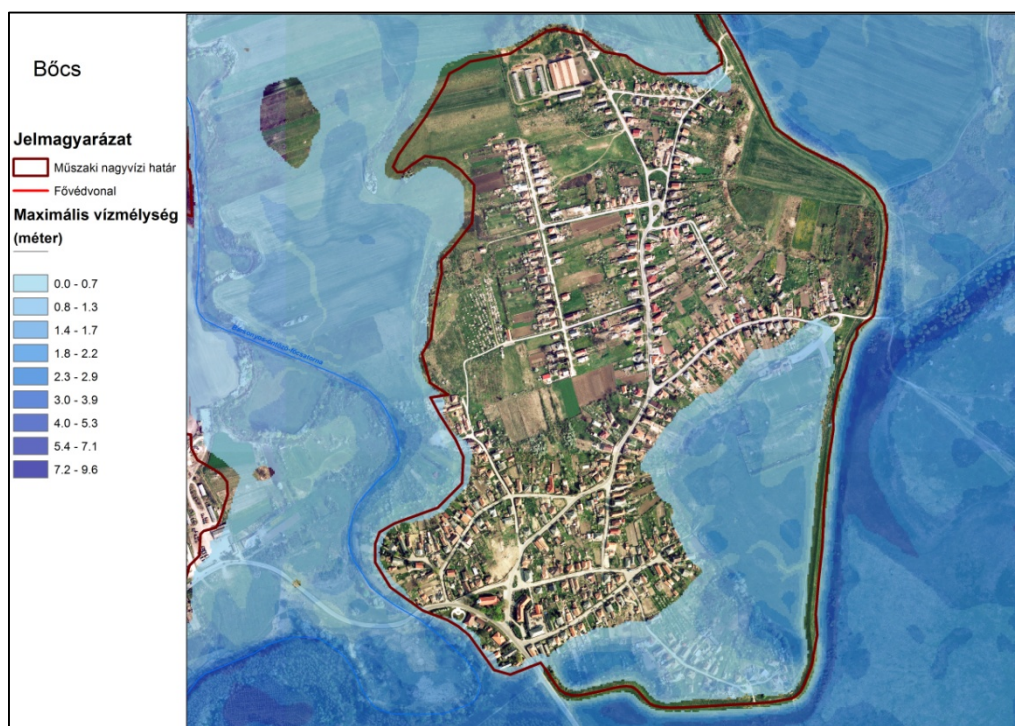 Bőcs
Jelmagyarázat
Műszaki nagyvízi határ
Fővédvonal
Maximális vízmélység
(méter)
0.0 - 0.7
0.8 - 1.3
1.4 - 1.7
1.8 - 2.2
2.3 - 2.9
3.0 - 3.9
4.0 - 5.3
5.4 - 7.1
7.2 - 9.6